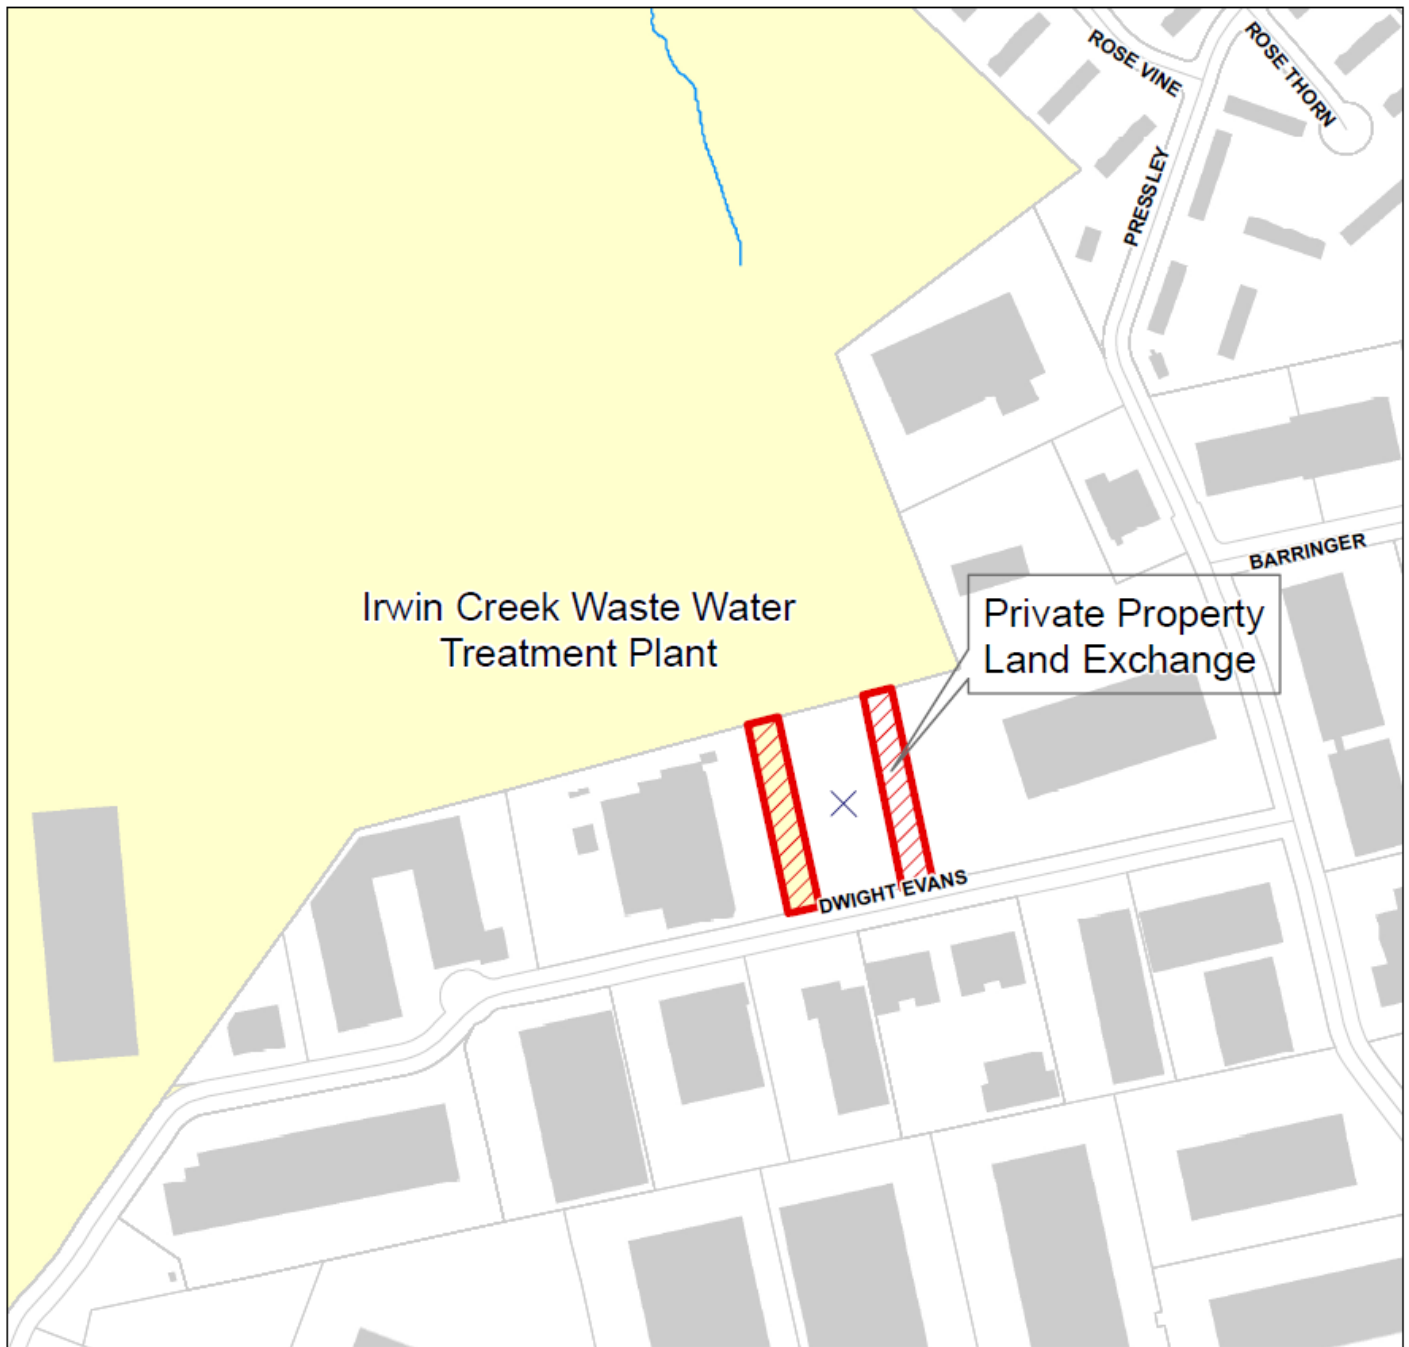 ROSE VINE
ROSE THORN
PRESSLEY
BARRINGER
Irwin Creek Waste Water
Treatment Plant
Private Property
Land Exchange
DWIGHT EVANS